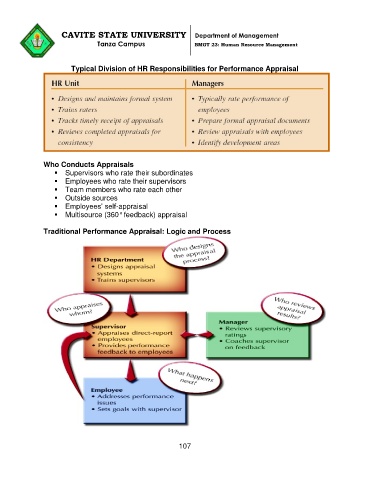 CAVITE STATE UNIVERSITY
Tanza Campus
Department of Management
BMGT 23: Human Resource Management
Typical Division of HR Responsibilities for Performance Appraisal
HR Unit
• Designs and maintains formal system
• Trains raters
• Tracks timely receipt of appraisals
• Reviews completed appraisals for
consistency
Managers
• Typically rate performance of
employees
• Prepare formal appraisal documents
• Review appraisals with employees
• Identify development areas
Who Conducts Appraisals
▪ Supervisors who rate their subordinates
▪ Employees who rate their supervisors
▪ Team members who rate each other
▪ Outside sources
▪ Employees' self-appraisal
▪ Multisource (360° feedback) appraisal
Traditional Performance Appraisal: Logic and Process
Who designs
the appraisal
process?
HR Department
• Designs appraisal
systems
• Trains supervisors
Who appraises
whom?
Supervisor
• Appraises direct-report
employees
• Provides performance
feedback to employees
Who reviews
appraisal
results?
Manager
• Reviews supervisory
ratings
• Coaches supervisor
on feedback
What happens
next?
Employee
• Addresses performance
issues
• Sets goals with supervisor
107